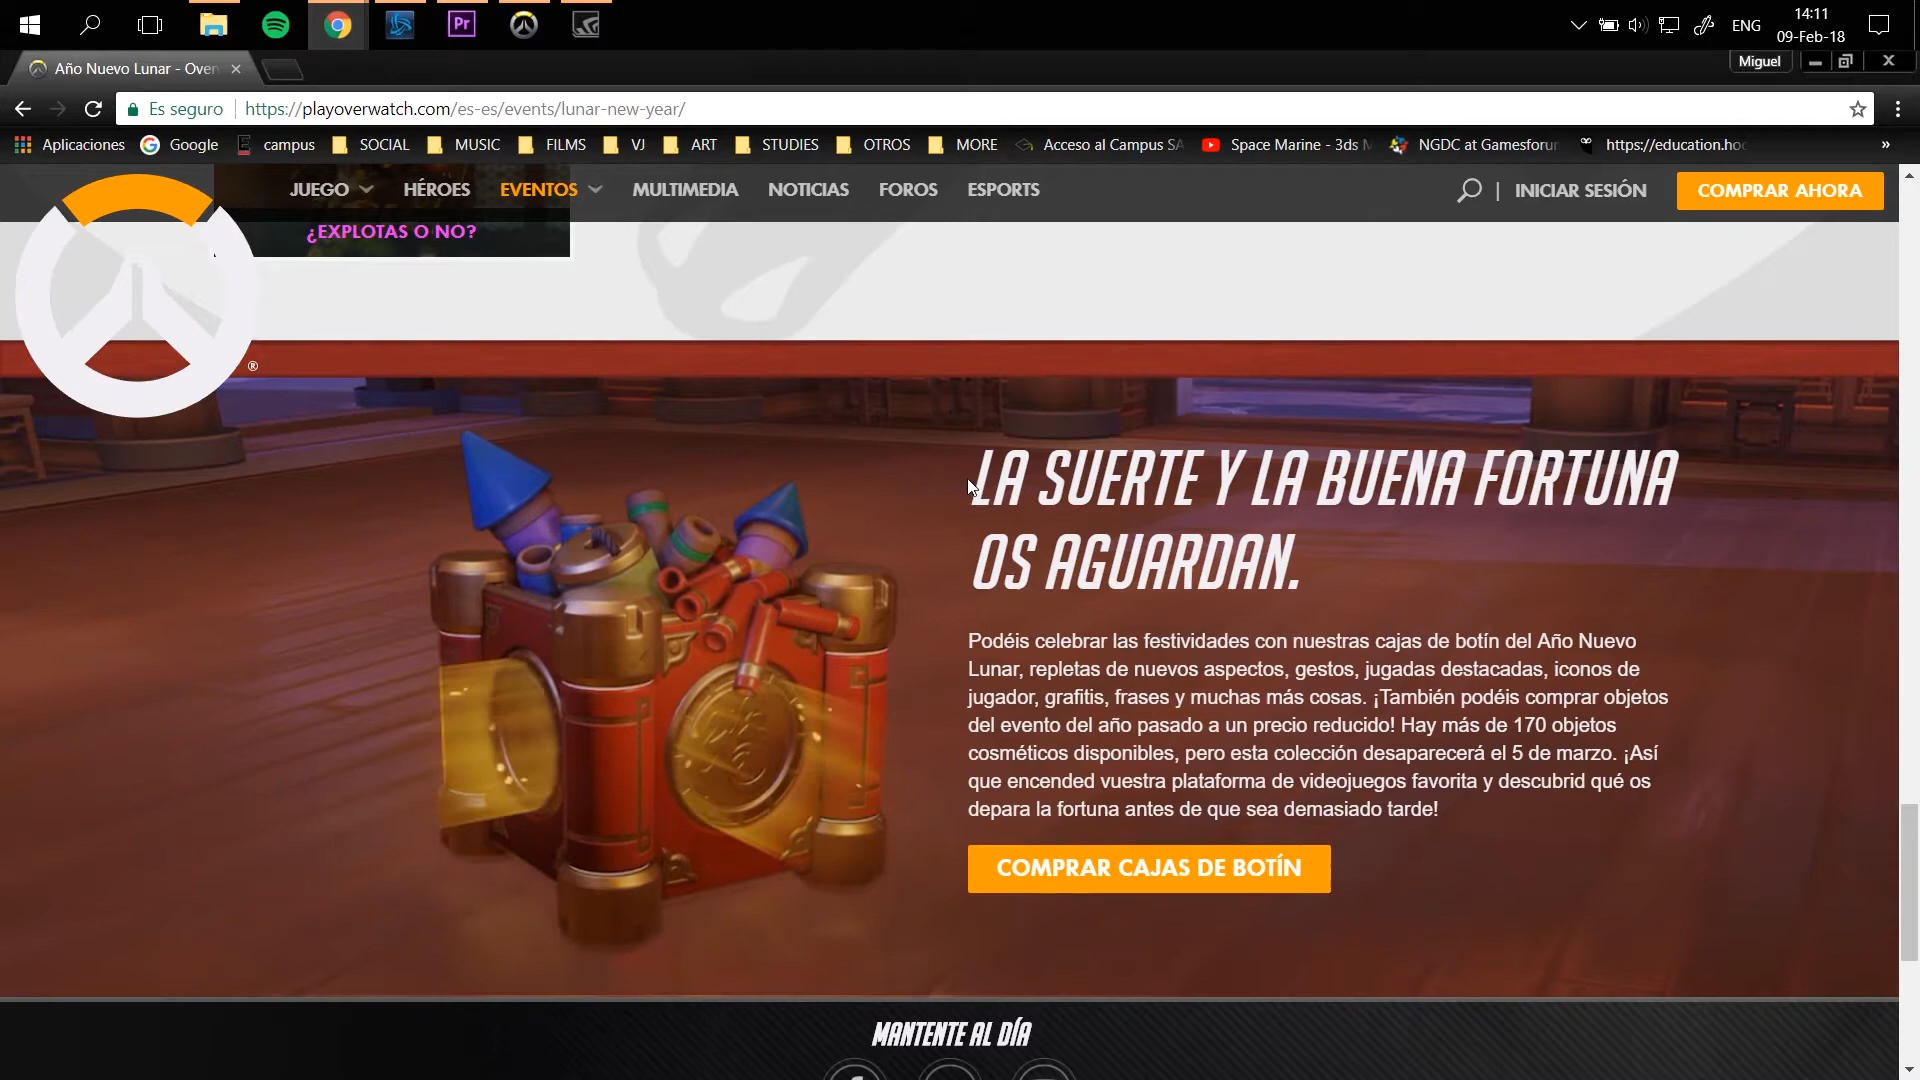 Pr
ENG
14:11
09-Feb-18
Año Nuevo Lunar - Over
Miguel
Es seguro
https://playoverwatch.com/es-es/events/lunar-new-year/
Aplicaciones
Google
campus
SOCIAL
MUSIC
FILMS
VJ
ART
STUDIES
OTROS
MORE
Acceso al Campus SA
Space Marine - 3ds M
NGDC at Gamesforum
https://education.hoc
»
JUEGO
HÉROES
EVENTOS
MULTIMEDIA
NOTICIAS
FOROS
ESPORTS
INICIAR SESIÓN
COMPRAR AHORA
¿EXPLOTAS O NO?
®
LA SUERTE Y LA BUENA FORTUNA
OS AGUARDAN.
Podéis celebrar las festividades con nuestras cajas de botín del Año Nuevo
Lunar, repletas de nuevos aspectos, gestos, jugadas destacadas, iconos de
jugador, grafitis, frases y muchas más cosas. ¡También podéis comprar objetos
del evento del año pasado a un precio reducido! Hay más de 170 objetos
cosméticos disponibles, pero esta colección desaparecerá el 5 de marzo. ¡Así
que encended vuestra plataforma de videojuegos favorita y descubrid qué os
depara la fortuna antes de que sea demasiado tarde!
COMPRAR CAJAS DE BOTÍN
MANTENTE AL DÍA